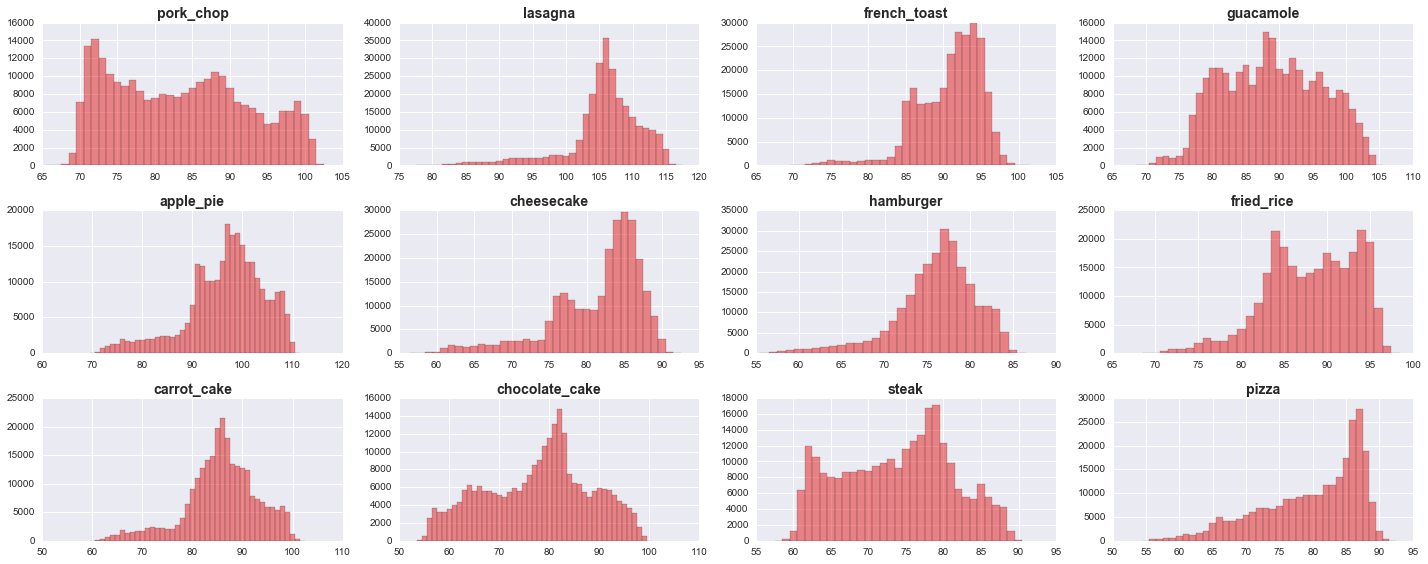 pork_chop lasagna french_toast guacamole
16000 40000 30000 16000
14000 35000 25000 14000
12000 30000 20000 12000
10000 25000 15000 10000
8000 20000 10000 8000
6000 15000 5000 6000
4000 10000 0 4000
2000 5000 2000
0 0 0
65 70 75 80 85 90 95 100 105 75 80 85 90 95 100 105 110 115 120 65 70 75 80 85 90 95 100 105 65 70 75 80 85 90 95 100 105 110
apple_pie cheesecake hamburger fried_rice
20000 30000 35000 25000
15000 25000 30000 20000
10000 20000 25000 15000
5000 15000 20000 10000
0 10000 15000 5000
5000 10000 0
0 5000
0
60 70 80 90 100 110 120 55 60 65 70 75 80 85 90 95 55 60 65 70 75 80 85 90 65 70 75 80 85 90 95 100
carrot_cake chocolate_cake steak pizza
25000 16000 18000 30000
20000 14000 16000 25000
15000 12000 14000 20000
10000 10000 12000 15000
5000 8000 10000 10000
0 6000 8000 5000
4000 6000 0
2000 4000
0 2000
0
50 60 70 80 90 100 110 50 60 70 80 90 100 110 55 60 65 70 75 80 85 90 95 50 55 60 65 70 75 80 85 90 95